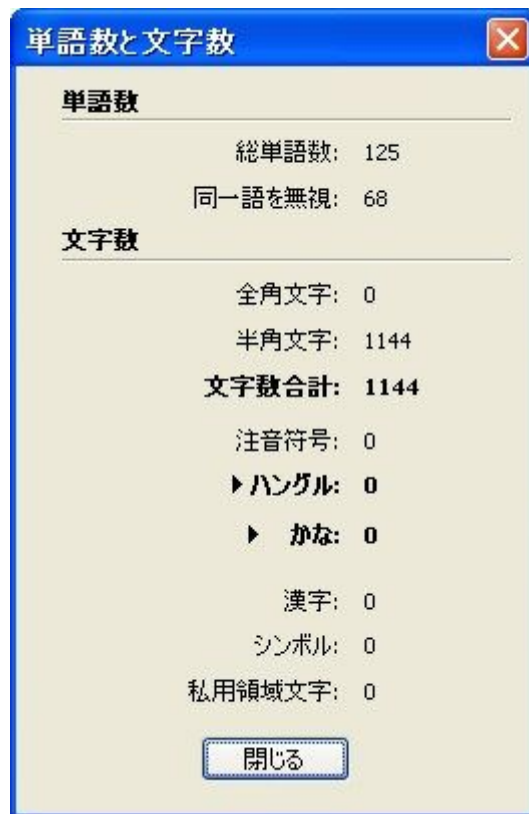 単語数と文字数
単語数
総単語数: 125
同一語を無視: 68
文字数
全角文字: 0
半角文字: 1144
文字数合計: 1144
注音符号: 0
ハングル: 0
かな: 0
漢字: 0
シンボル: 0
私用領域文字: 0
閉じる